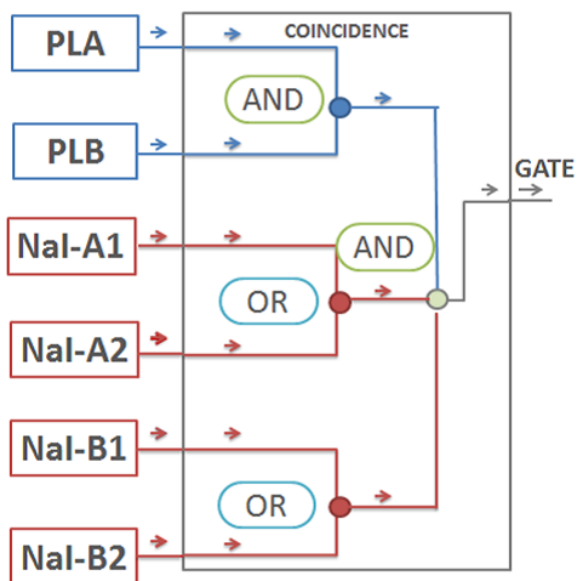 COINCIDENCE
PLA
AND
PLB
GATE
NaI-A1
AND
OR
NaI-A2
NaI-B1
OR
NaI-B2